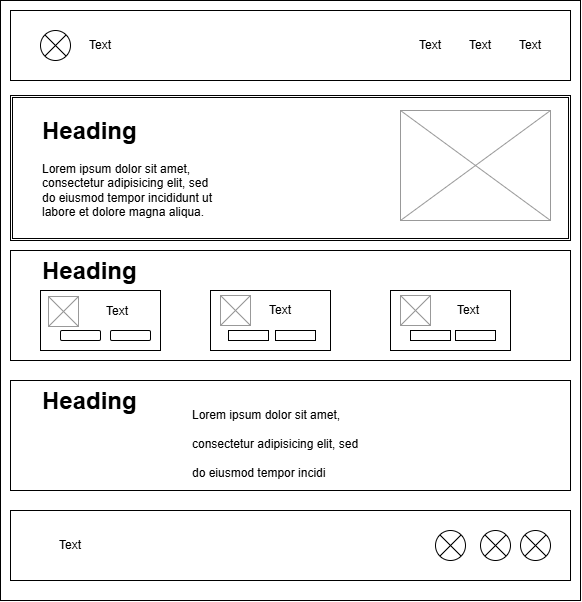 Text
Text
Text
Text
Heading
Lorem ipsum dolor sit amet,
consectetur adipisicing elit, sed
do eiusmod tempor incididunt ut
labore et dolore magna aliqua.
Heading
Text
Text
Text
Heading
Lorem ipsum dolor sit amet,
consectetur adipisicing elit, sed
do eiusmod tempor incidi
Text